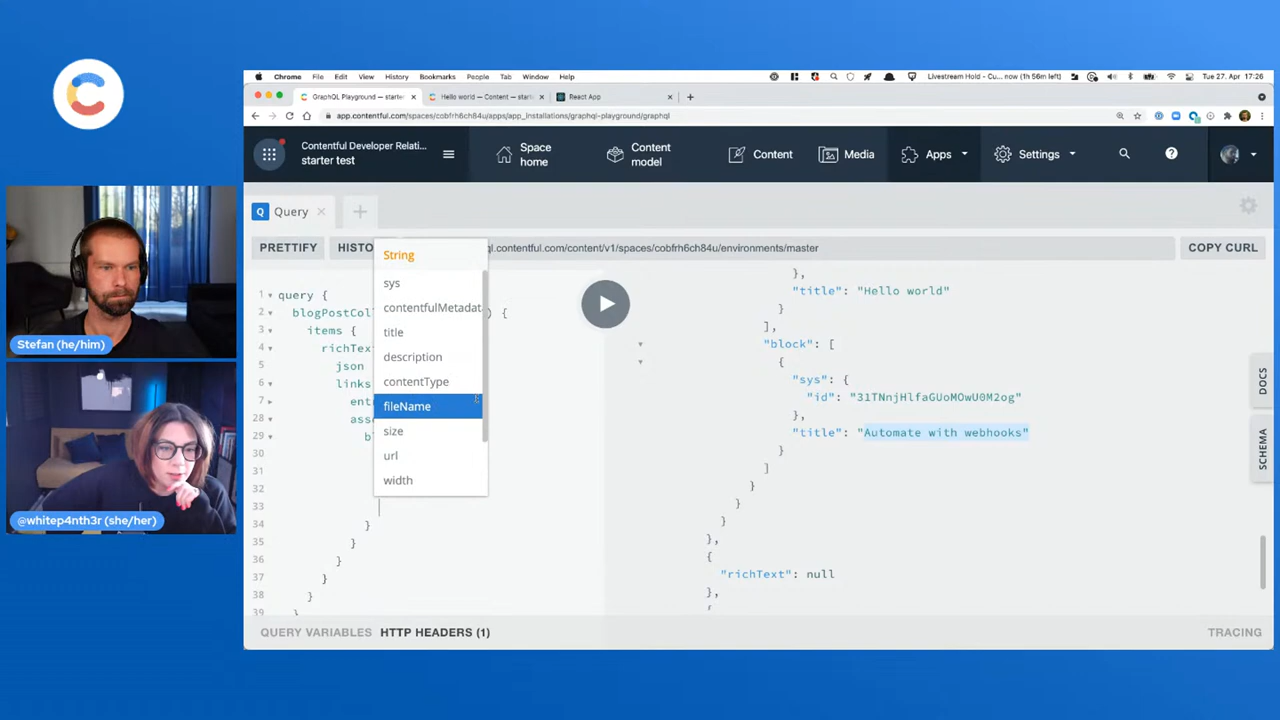 Chrome File Edit View History Bookmarks People Tab Window Help
Livestream Hold - Cu... now (1h 56m left)
Tue 27. Apr 17:26
GraphQL Playground — starte
Hello world — Content — starte
React App
app.contentful.com/spaces/cobfrh6ch84u/apps/app_installations/graphql-playground/graphql
Contentful Developer Relati...
starter test
Space home
Content model
Content
Media
Apps
Settings
Q Query
PRETTIFY
HISTO
ql.contentful.com/content/v1/spaces/cobfrh6ch84u/environments/master
COPY CURL
String
sys
contentfulMetadat
title
description
contentType
fileName
size
url
width
1 query {
2 blogPostCol ) {
3 items {
4 richTex
5 json
6 links
7 ent
28 ass
29 bl
30
31
32
33
34 }
35 }
36 }
37 }
38 }
39 }
},
"title": "Hello world"
}
],
"block": [
{
"sys": {
"id": "31TNnjHlfaGUoMOwU0M2og"
},
"title": "Automate with webhooks"
}
]
}
}
}
},
{
"richText": null
},
{
DOCS
SCHEMA
QUERY VARIABLES
HTTP HEADERS (1)
TRACING
Stefan (he/him)
@whitep4nth3r (she/her)